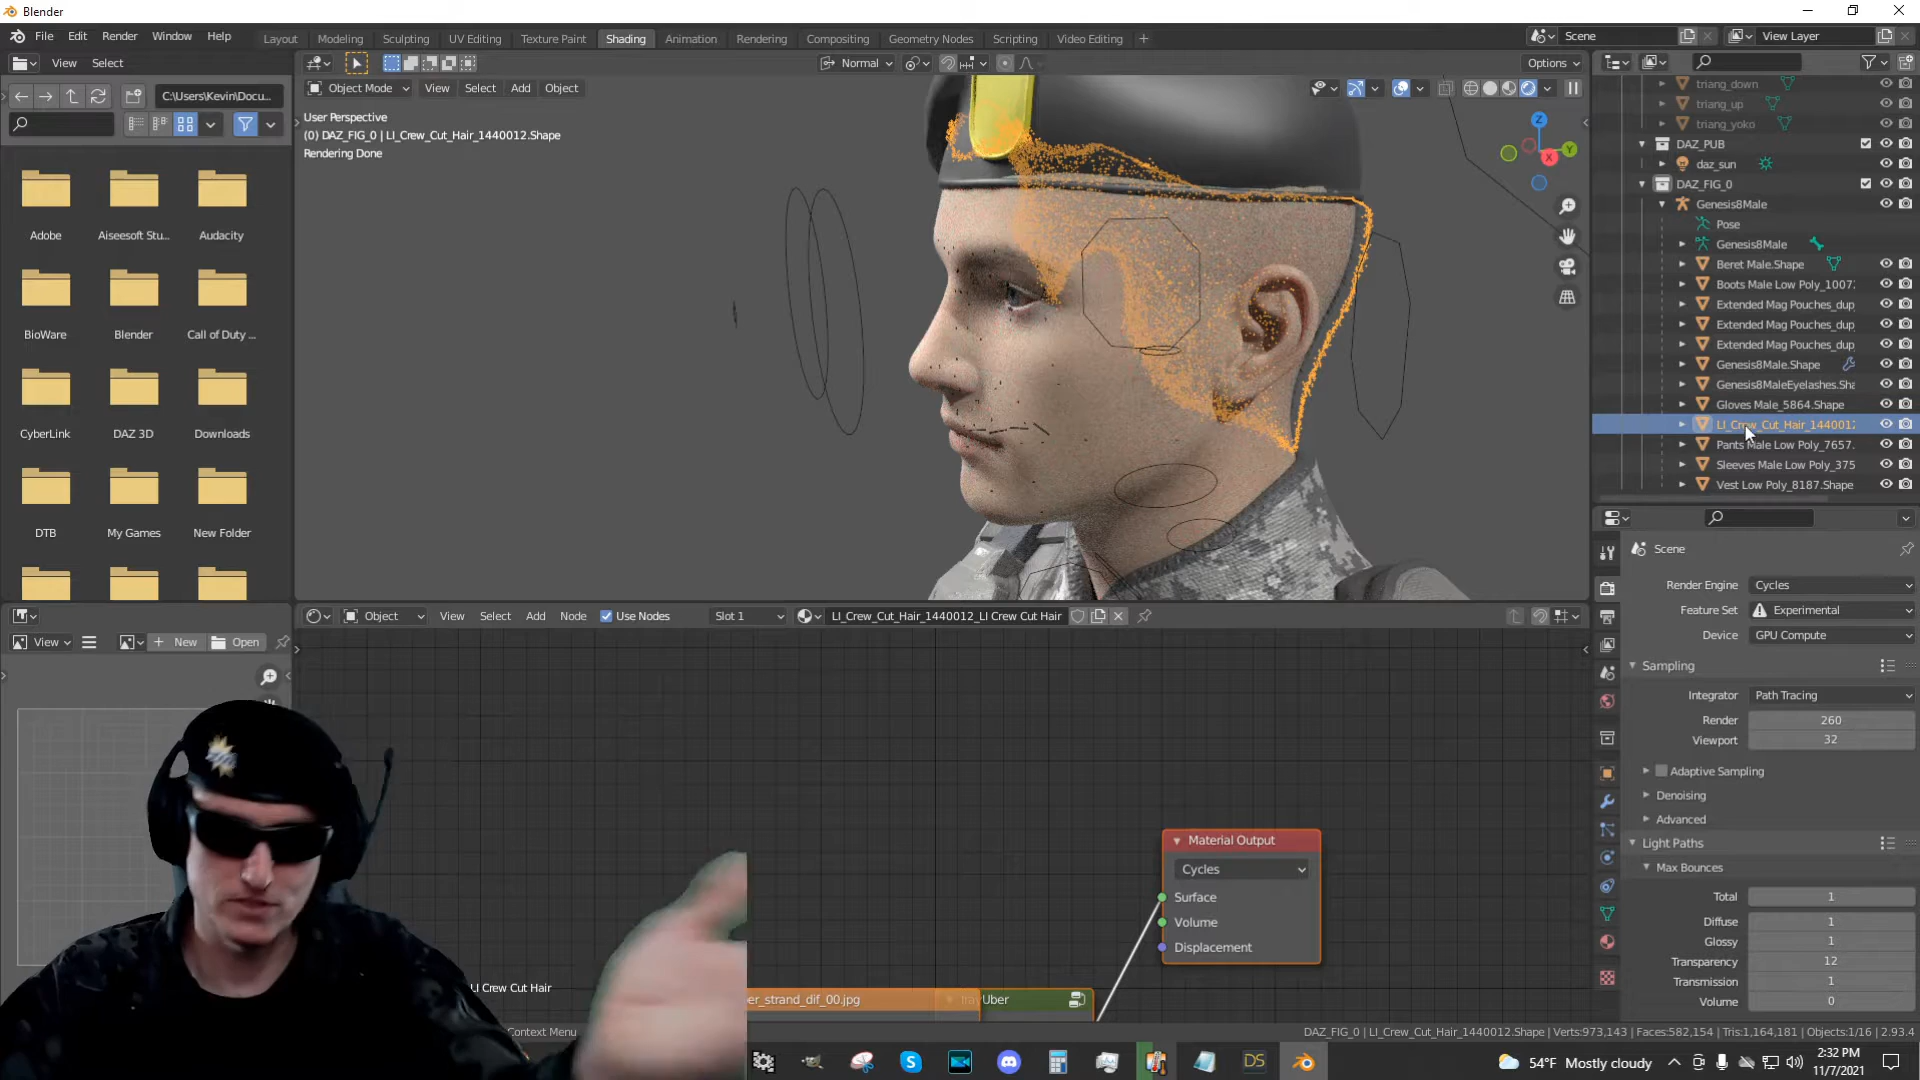 Blender
File Edit Render Window Help
Layout Modeling Sculpting UV Editing Texture Paint Shading Animation Rendering Compositing Geometry Nodes Scripting Video Editing
Scene
View Layer
View Select
Normal
Options
C:\Users\Kevin\Docu...
Object Mode View Select Add Object
User Perspective
(0) DAZ_FIG_0 | LI_Crew_Cut_Hair_1440012.Shape
Rendering Done
Z
Y
X
Adobe Aiseesoft Stu... Audacity
BioWare Blender Call of Duty ...
CyberLink DAZ 3D Downloads
DTB My Games New Folder
triang_down
triang_up
triang_yoko
DAZ_PUB
daz_sun
DAZ_FIG_0
Genesis8Male
Pose
Genesis8Male
Beret Male.Shape
Boots Male Low Poly_1007
Extended Mag Pouches_dup
Extended Mag Pouches_dup
Extended Mag Pouches_dup
Genesis8Male.Shape
Genesis8MaleEyelashes.Sha
Gloves Male_5864.Shape
LI_Crew_Cut_Hair_1440012
Pants Male Low Poly_7657.
Sleeves Male Low Poly_375
Vest Low Poly_8187.Shape
Scene
Render Engine Cycles
Feature Set Experimental
Device GPU Compute
Sampling
Integrator Path Tracing
Render 260
Viewport 32
Adaptive Sampling
Denoising
Advanced
Light Paths
Max Bounces
Total 1
Diffuse 1
Glossy 1
Transparency 12
Transmission 1
Volume 0
View New Open
Object View Select Add Node Use Nodes Slot 1 LI_Crew_Cut_Hair_1440012_LI Crew Cut Hair
Material Output
Cycles
Surface
Volume
Displacement
LI Crew Cut Hair
er_strand_dif_00.jpg
Context Menu
DAZ_FIG_0 | LI_Crew_Cut_Hair_1440012.Shape | Verts:973,143 | Faces:582,154 | Tris:1,164,181 | Objects:1/16 | 2.93.4
DS
54°F Mostly cloudy
2:32 PM
11/7/2021